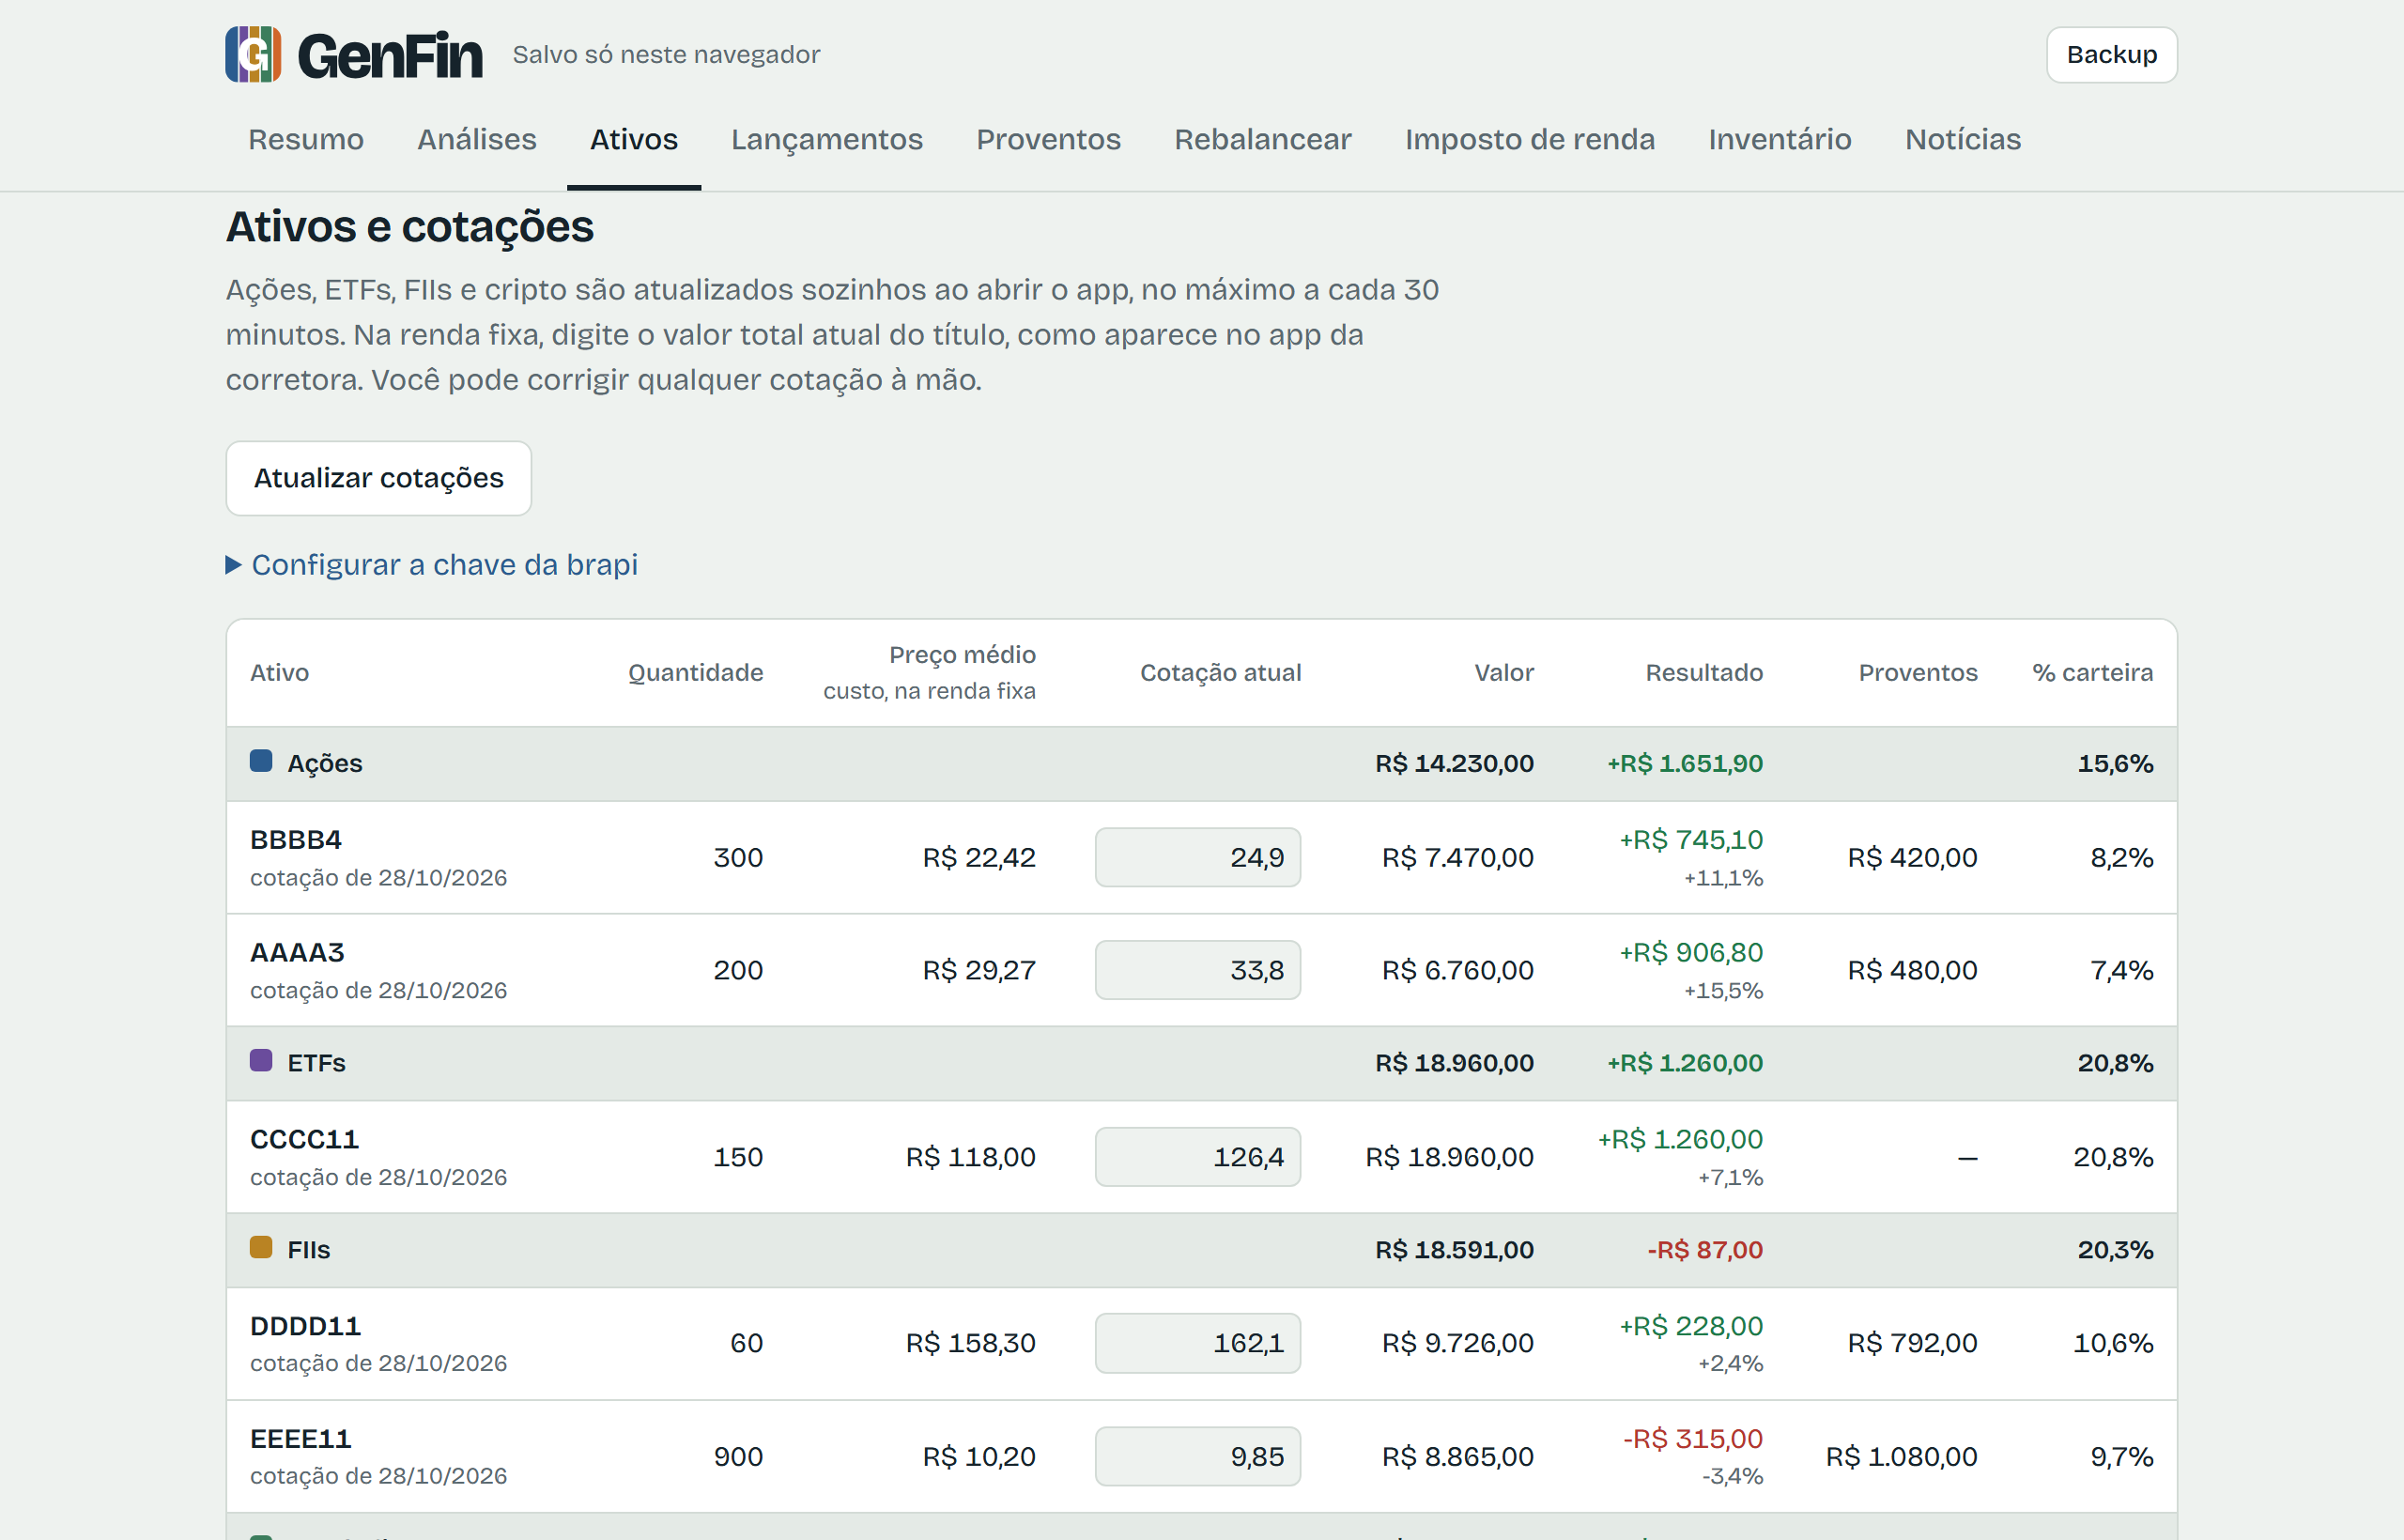 G GenFin Salvo só neste navegador Backup
Resumo Análises Ativos Lançamentos Proventos Rebalancear Imposto de renda Inventário Notícias
Ativos e cotações
Ações, ETFs, FIIs e cripto são atualizados sozinhos ao abrir o app, no máximo a cada 30
minutos. Na renda fixa, digite o valor total atual do título, como aparece no app da
corretora. Você pode corrigir qualquer cotação à mão.
Atualizar cotações
Configurar a chave da brapi
Ativo Quantidade Preço médio custo, na renda fixa Cotação atual Valor Resultado Proventos % carteira
Ações R$ 14.230,00 +R$ 1.651,90 15,6%
BBBB4 300 R$ 22,42 24,9 R$ 7.470,00 +R$ 745,10 R$ 420,00 8,2%
cotação de 28/10/2026 +11,1%
AAAA3 200 R$ 29,27 33,8 R$ 6.760,00 +R$ 906,80 R$ 480,00 7,4%
cotação de 28/10/2026 +15,5%
ETFs R$ 18.960,00 +R$ 1.260,00 20,8%
CCCC11 150 R$ 118,00 126,4 R$ 18.960,00 +R$ 1.260,00 — 20,8%
cotação de 28/10/2026 +7,1%
FIIs R$ 18.591,00 -R$ 87,00 20,3%
DDDD11 60 R$ 158,30 162,1 R$ 9.726,00 +R$ 228,00 R$ 792,00 10,6%
cotação de 28/10/2026 +2,4%
EEEE11 900 R$ 10,20 9,85 R$ 8.865,00 -R$ 315,00 R$ 1.080,00 9,7%
cotação de 28/10/2026 -3,4%